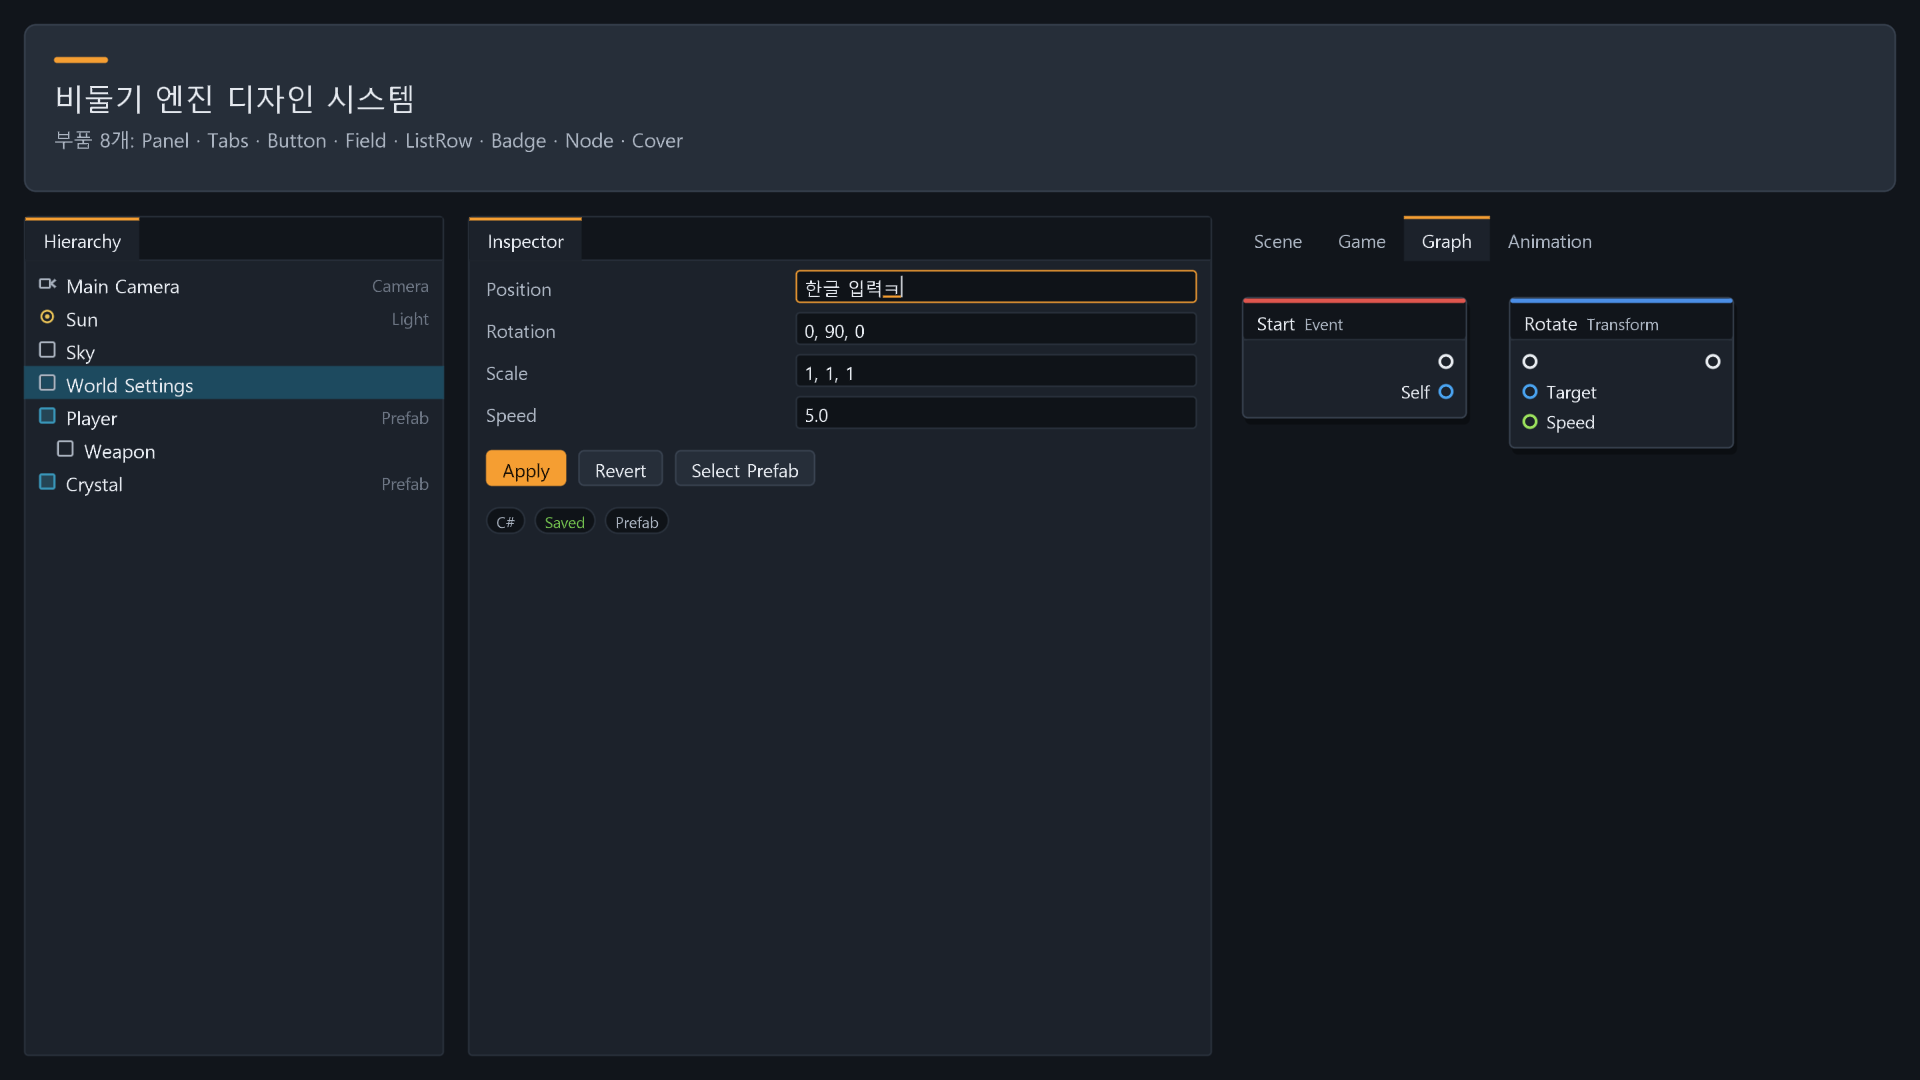 비둘기 엔진 디자인 시스템
부품 8개: Panel · Tabs · Button · Field · ListRow · Badge · Node · Cover
Hierarchy
Main Camera Camera
Sun Light
Sky
World Settings
Player Prefab
Weapon
Crystal Prefab
Inspector
Position 한글 입력ㅋ
Rotation 0, 90, 0
Scale 1, 1, 1
Speed 5.0
Apply Revert Select Prefab
C# Saved Prefab
Scene Game Graph Animation
Start Event
Self
Rotate Transform
Target
Speed